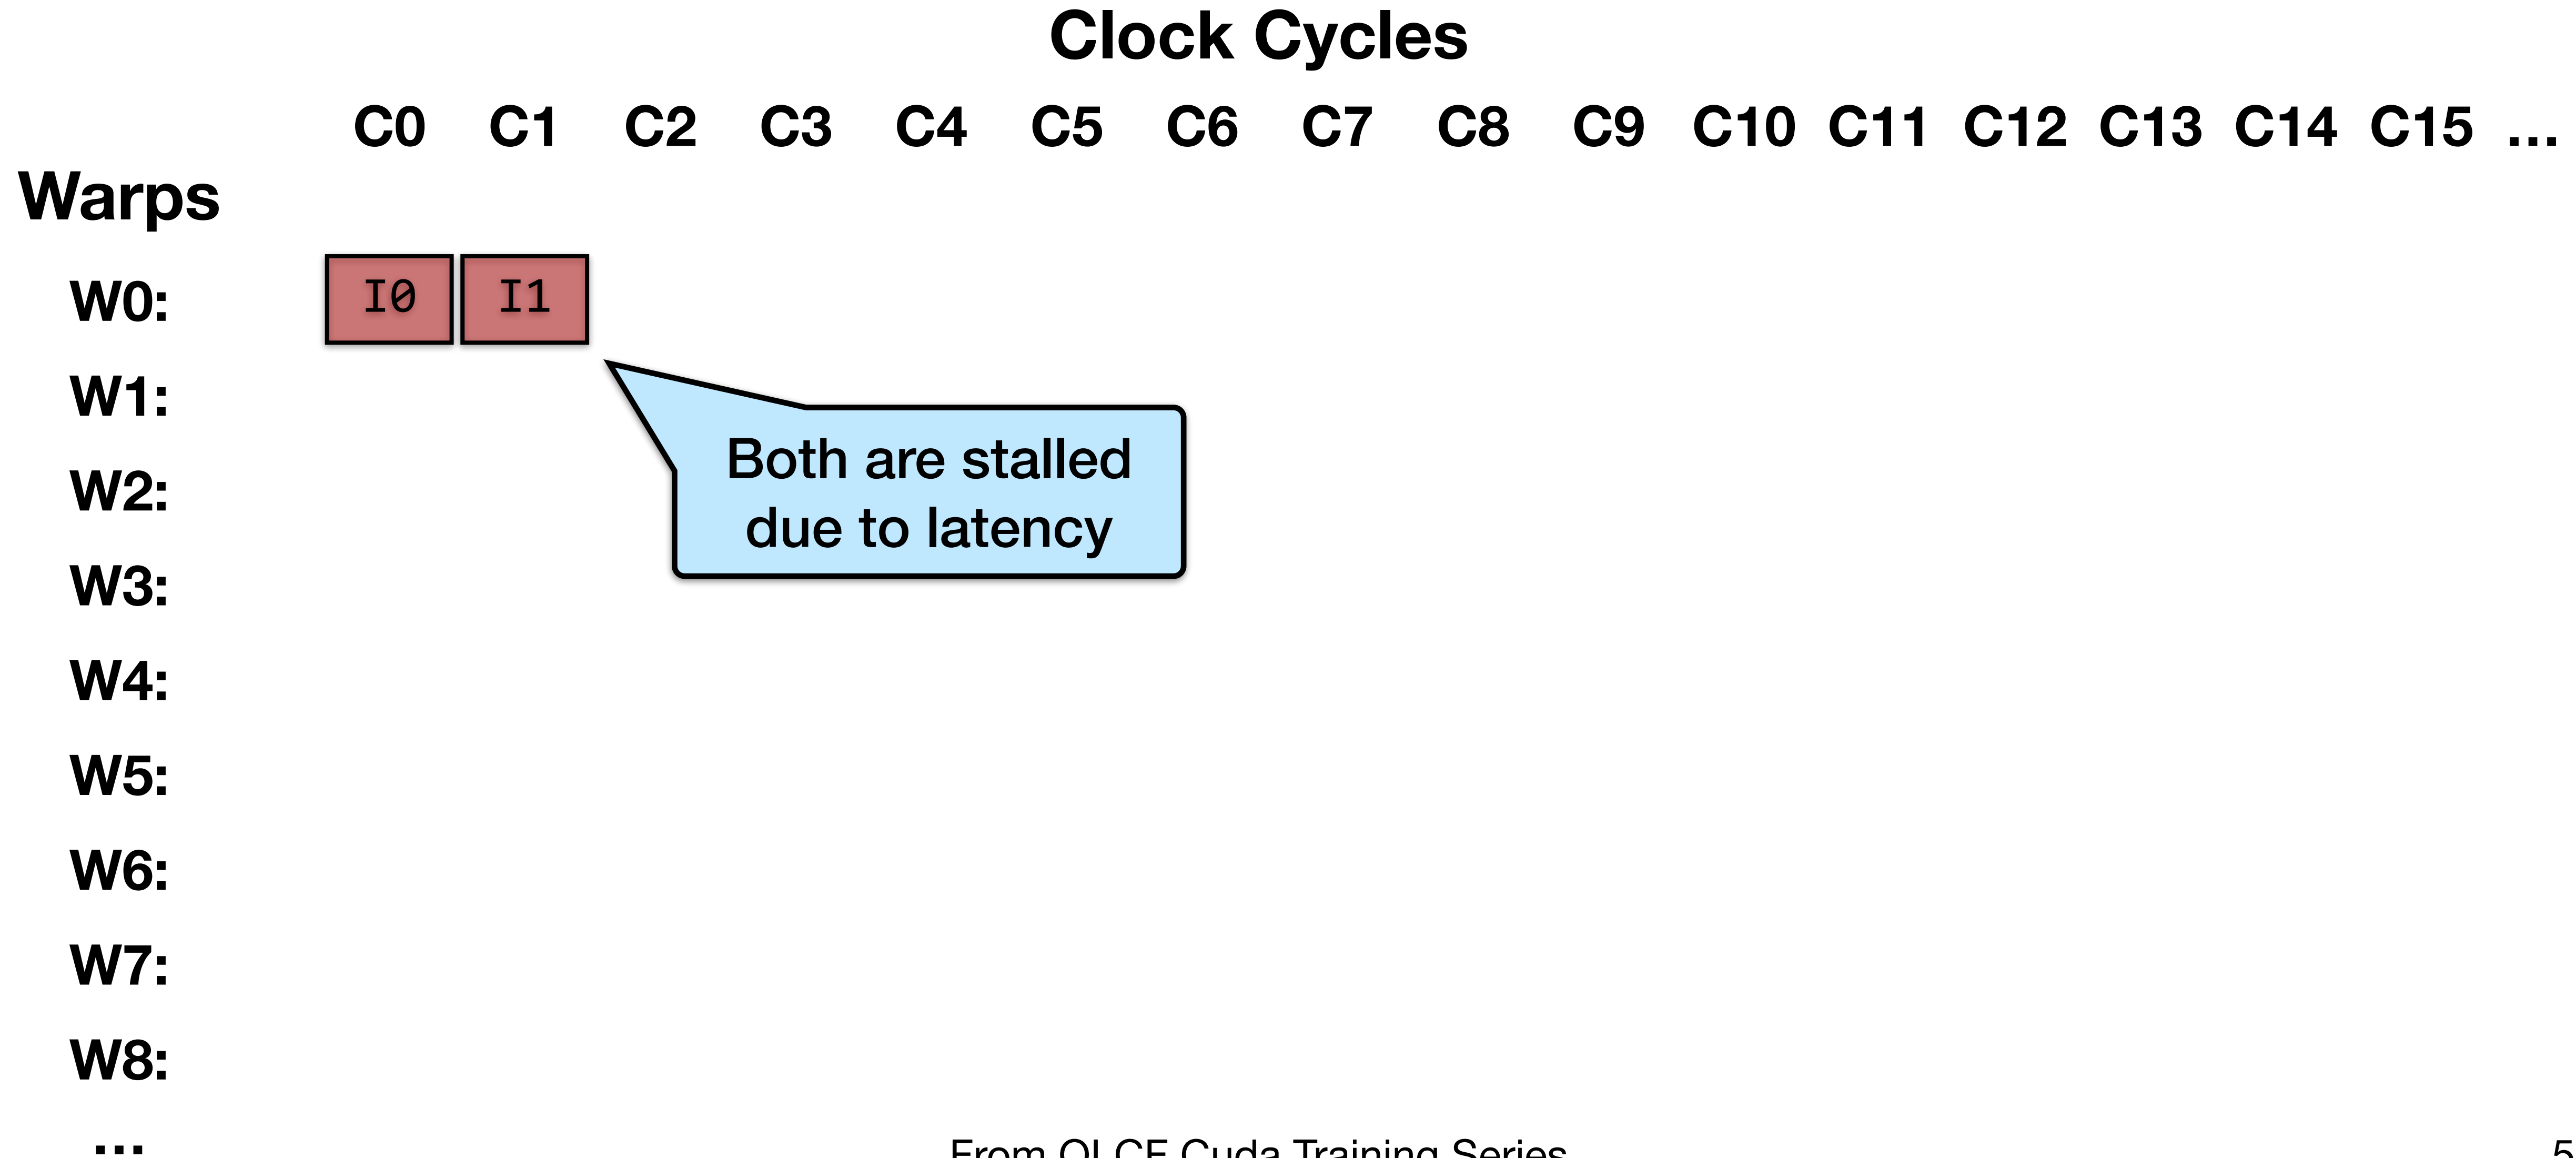 Clock Cycles
C0 C1 C2 C3 C4 C5 C6 C7 C8 C9 C10 C11 C12 C13 C14 C15 ...
Warps
W0: I0 I1
W1:
Both are stalled
due to latency
W2:
W3:
W4:
W5:
W6:
W7:
W8:
...
From OLCF Cuda Training Series
5